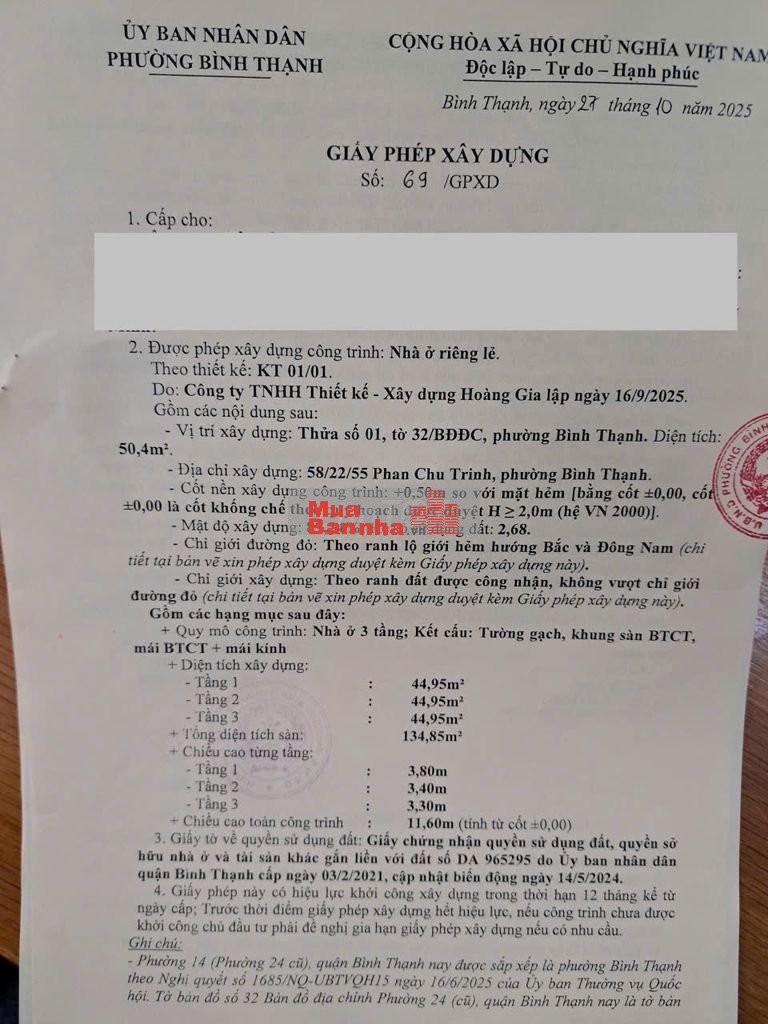 ỦY BAN NHÂN DÂN
PHƯỜNG BÌNH THẠNH
CỘNG HÒA XÃ HỘI CHỦ NGHĨA VIỆT NAM
Độc lập – Tự do – Hạnh phúc
Bình Thạnh, ngày 27 tháng 10 năm 2025
GIẤY PHÉP XÂY DỰNG
Số: 69 /GPXD
1. Cấp cho:
2. Được phép xây dựng công trình: Nhà ở riêng lẻ.
Theo thiết kế: KT 01/01.
Do: Công ty TNHH Thiết kế - Xây dựng Hoàng Gia lập ngày 16/9/2025.
Gồm các nội dung sau:
- Vị trí xây dựng: Thửa số 01, tờ 32/BĐĐC, phường Bình Thạnh. Diện tích:
50,4m².
- Địa chỉ xây dựng: 58/22/55 Phan Chu Trinh, phường Bình Thạnh.
- Cốt nền xây dựng công trình: +0,50m so với mặt hẻm [bằng cốt ±0,00, cốt
±0,00 là cốt khống chế duyệt H ≥ 2,0m (hệ VN 2000)].
- Mật độ xây dựng: đất: 2,68.
Mua
Bannha.vn
- Chỉ giới đường đỏ: Theo ranh lộ giới hẻm hướng Bắc và Đông Nam (chi
tiết tại bản vẽ xin phép xây dựng duyệt kèm Giấy phép xây dựng này).
- Chỉ giới xây dựng: Theo ranh đất được công nhận, không vượt chỉ giới
đường đỏ (chi tiết tại bản vẽ xin phép xây dựng duyệt kèm Giấy phép xây dựng này).
Gồm các hạng mục sau đây:
+ Quy mô công trình: Nhà ở 3 tầng; Kết cấu: Tường gạch, khung sàn BTCT,
mái BTCT + mái kính
+ Diện tích xây dựng:
- Tầng 1 : 44,95m²
- Tầng 2 : 44,95m²
- Tầng 3 : 44,95m²
+ Tổng diện tích sàn: 134,85m²
+ Chiều cao từng tầng:
- Tầng 1 : 3,80m
- Tầng 2 : 3,40m
- Tầng 3 : 3,30m
+ Chiều cao toàn công trình : 11,60m (tính từ cốt ±0,00)
3. Giấy tờ về quyền sử dụng đất: Giấy chứng nhận quyền sử dụng đất, quyền sở
hữu nhà ở và tài sản khác gắn liền với đất số DA 965295 do Ủy ban nhân dân
quận Bình Thạnh cấp ngày 03/2/2021, cập nhật biến động ngày 14/5/2024.
4. Giấy phép này có hiệu lực khởi công xây dựng trong thời hạn 12 tháng kể từ
ngày cấp; Trước thời điểm giấy phép xây dựng hết hiệu lực, nếu công trình chưa được
khởi công chủ đầu tư phải đề nghị gia hạn giấy phép xây dựng nếu có nhu cầu.
Ghi chú:
- Phường 14 (Phường 24 cũ), quận Bình Thạnh nay được sắp xếp là phường Bình Thạnh
theo Nghị quyết số 1685/NQ-UBTVQH15 ngày 16/6/2025 của Ủy ban Thường vụ Quốc
hội. Tờ bản đồ số 32 Bản đồ địa chính Phường 24 (cũ), quận Bình Thạnh nay là tờ bản